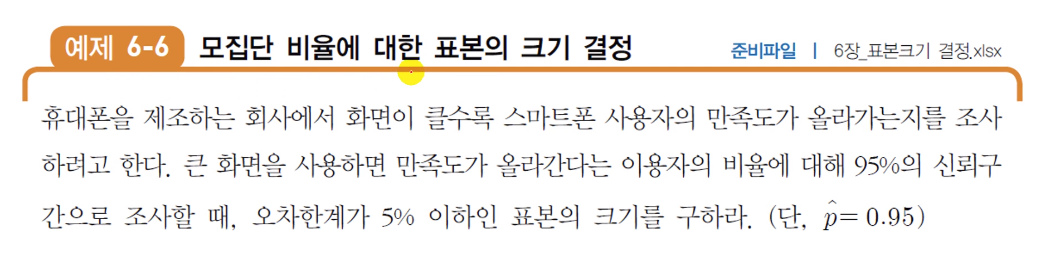 예제 6-6 모집단 비율에 대한 표본의 크기 결정 준비파일 | 6장_표본크기 결정.xlsx
휴대폰을 제조하는 회사에서 화면이 클수록 스마트폰 사용자의 만족도가 올라가는지를 조사
하려고 한다. 큰 화면을 사용하면 만족도가 올라간다는 이용자의 비율에 대해 95%의 신뢰구
간으로 조사할 때, 오차한계가 5% 이하인 표본의 크기를 구하라. (단, p̂ = 0.95)